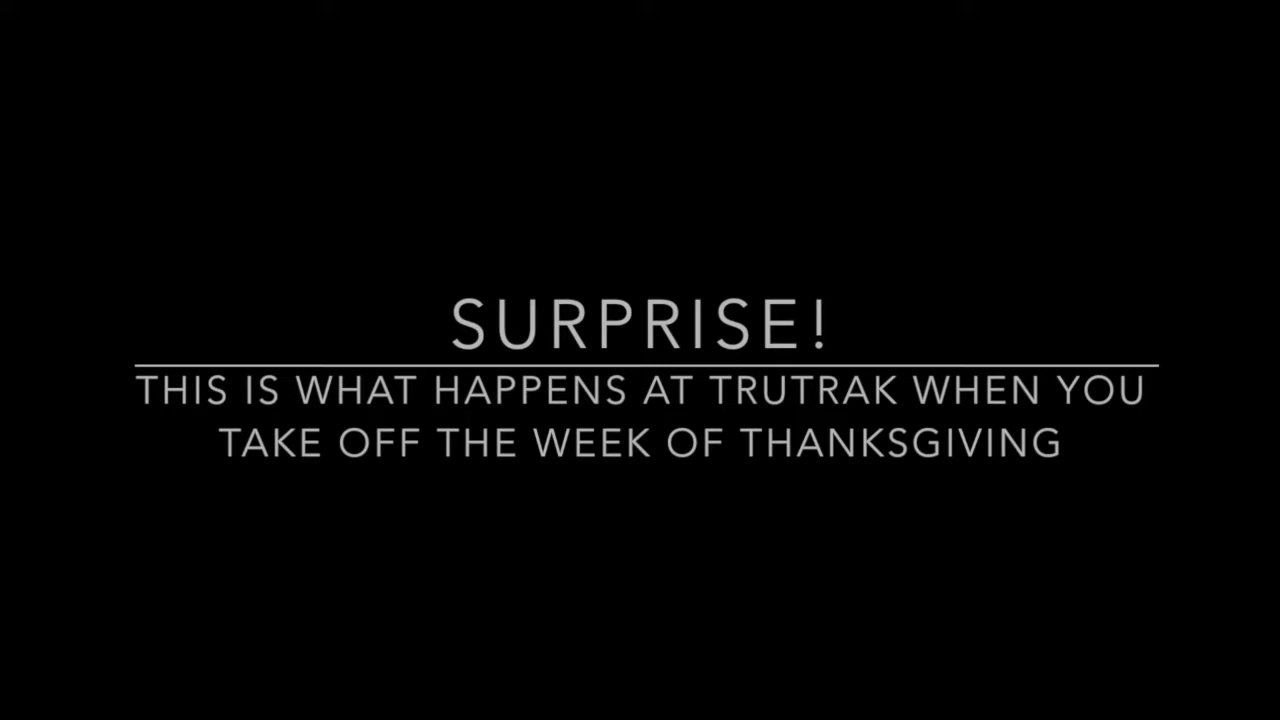 SURPRISE!
THIS IS WHAT HAPPENS AT TRUTRAK WHEN YOU
TAKE OFF THE WEEK OF THANKSGIVING